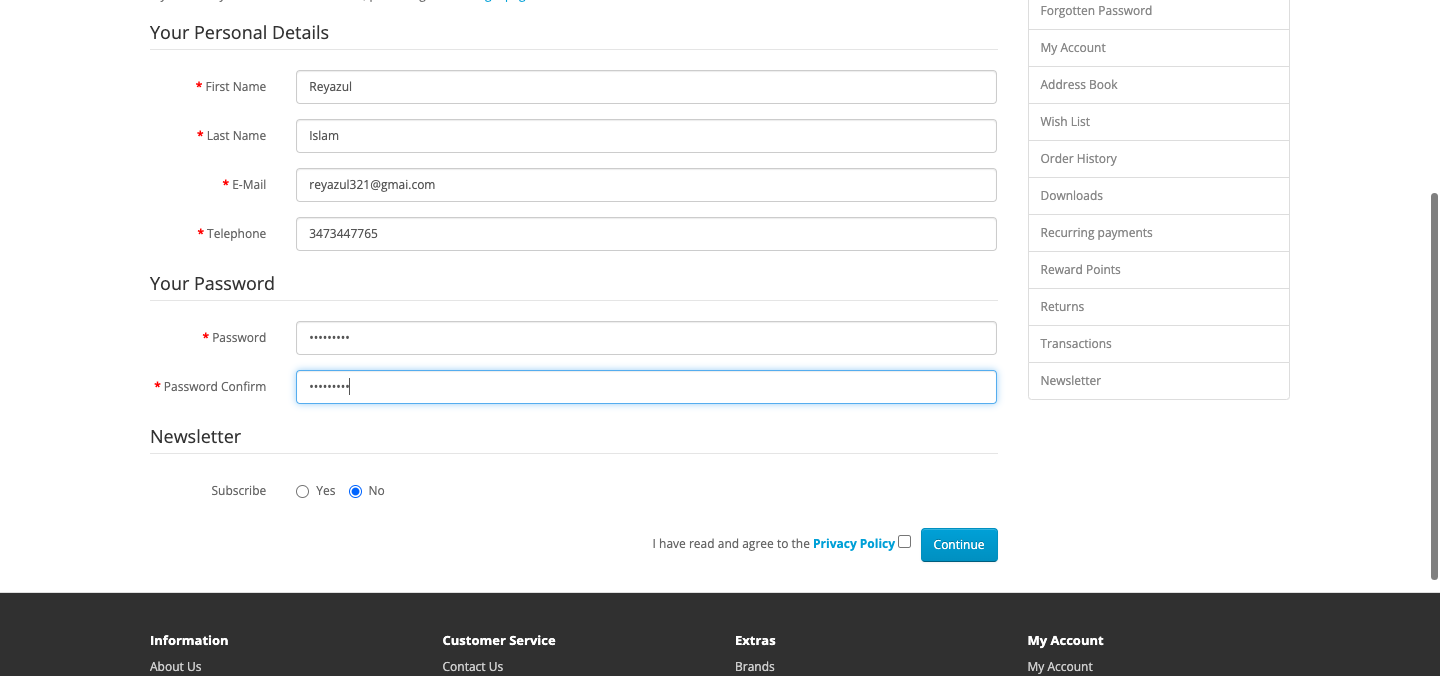 Your Personal Details
* First Name
Reyazul
* Last Name
Islam
* E-Mail
reyazul321@gmai.com
* Telephone
3473447765
Your Password
* Password
•••••••••
* Password Confirm
•••••••••
Newsletter
Subscribe Yes No
I have read and agree to the Privacy Policy Continue
Forgotten Password
My Account
Address Book
Wish List
Order History
Downloads
Recurring payments
Reward Points
Returns
Transactions
Newsletter
Information
About Us
Customer Service
Contact Us
Extras
Brands
My Account
My Account